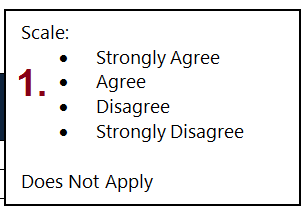 Scale:
• Strongly Agree
1. • Agree
• Disagree
• Strongly Disagree
Does Not Apply